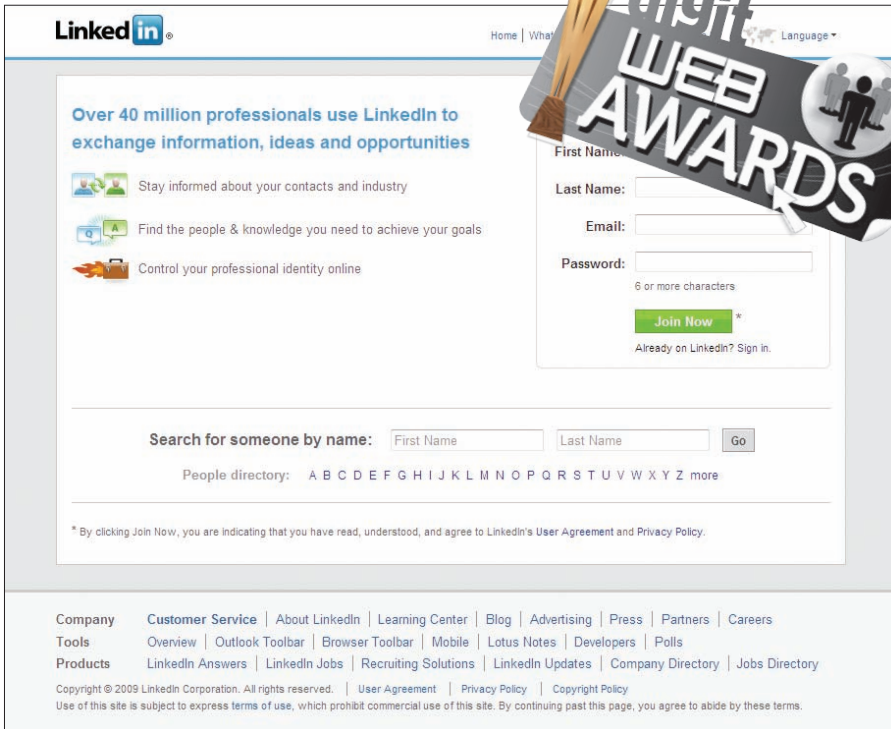 Linked in ®
Home | What
Language
digit
WEB
AWARDS
Over 40 million professionals use LinkedIn to
exchange information, ideas and opportunities
Stay informed about your contacts and industry
Find the people & knowledge you need to achieve your goals
Control your professional identity online
First Name:
Last Name:
Email:
Password:
6 or more characters
Join Now *
Already on LinkedIn? Sign in.
Search for someone by name: First Name Last Name Go
People directory: A B C D E F G H I J K L M N O P Q R S T U V W X Y Z more
* By clicking Join Now, you are indicating that you have read, understood, and agree to LinkedIn's User Agreement and Privacy Policy.
Company Customer Service | About LinkedIn | Learning Center | Blog | Advertising | Press | Partners | Careers
Tools Overview | Outlook Toolbar | Browser Toolbar | Mobile | Lotus Notes | Developers | Polls
Products LinkedIn Answers | LinkedIn Jobs | Recruiting Solutions | LinkedIn Updates | Company Directory | Jobs Directory
Copyright © 2009 LinkedIn Corporation. All rights reserved. | User Agreement | Privacy Policy | Copyright Policy
Use of this site is subject to express terms of use, which prohibit commercial use of this site. By continuing past this page, you agree to abide by these terms.